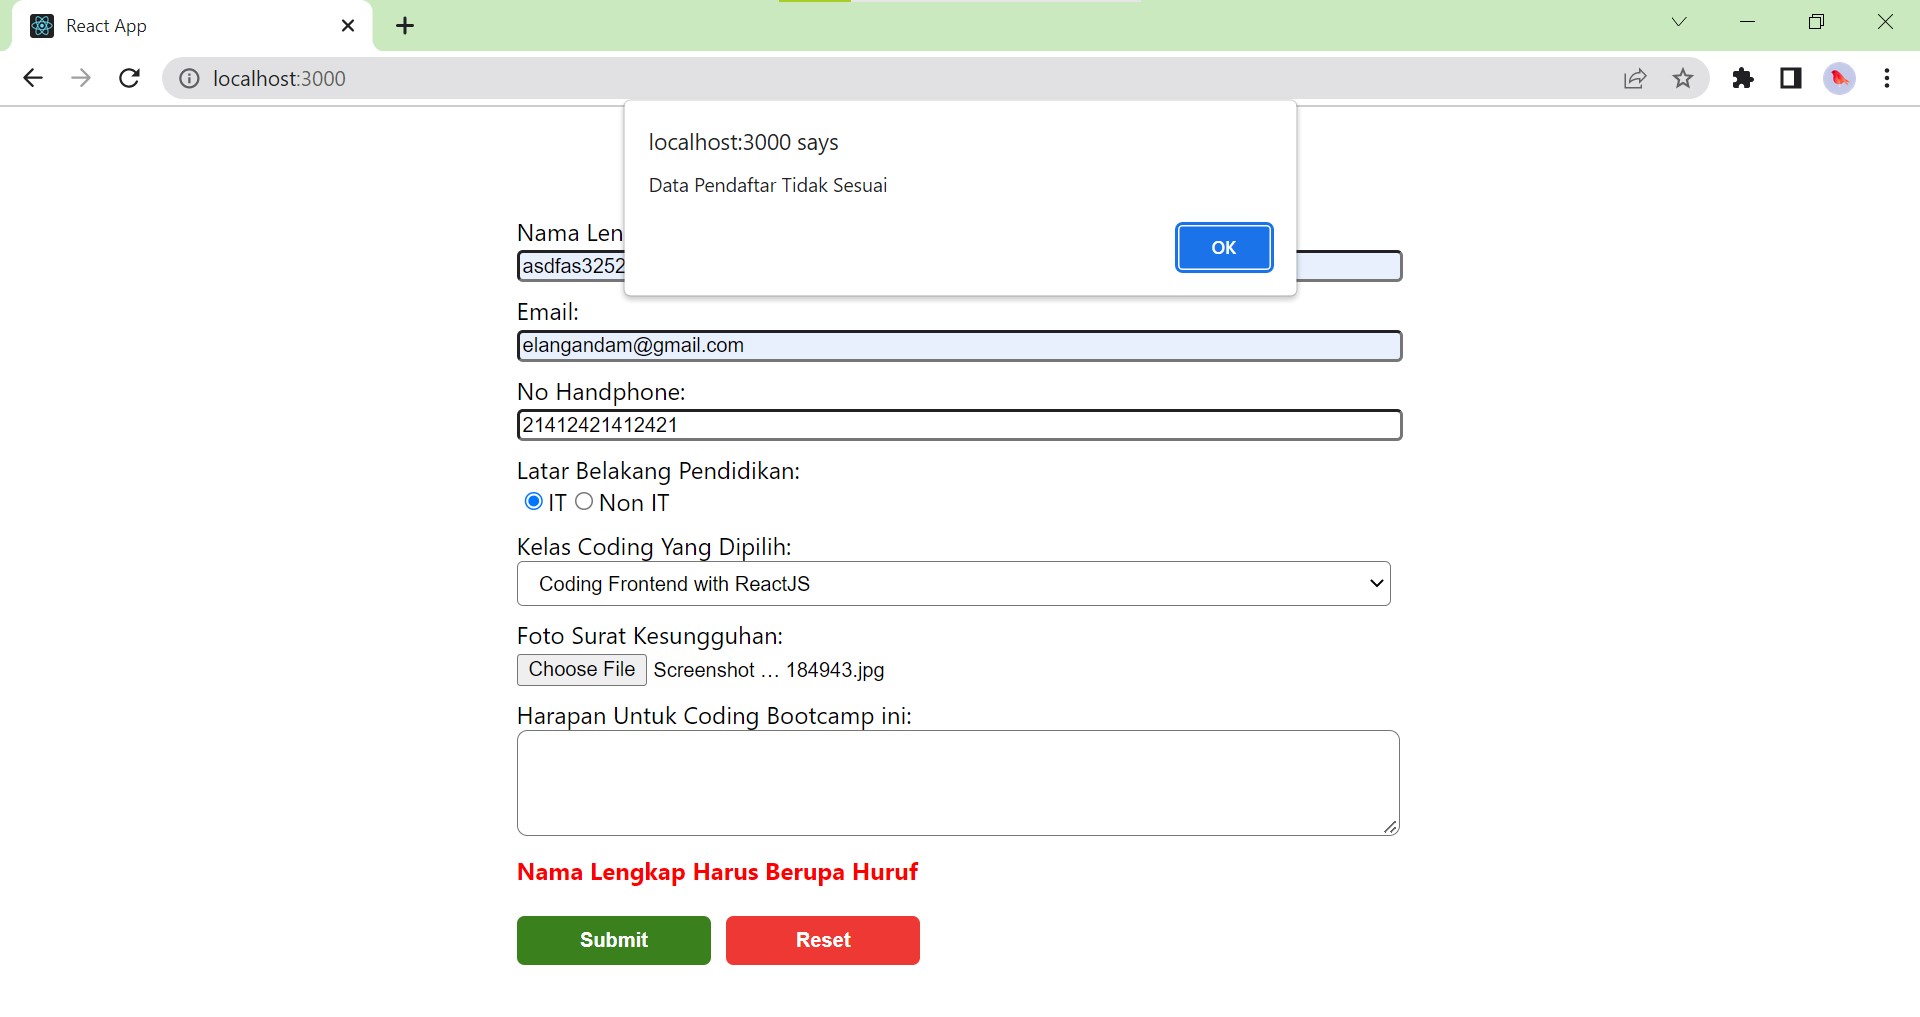 React App
localhost:3000
localhost:3000 says
Data Pendaftar Tidak Sesuai
OK
Nama Len
asdfas3252
Email:
elangandam@gmail.com
No Handphone:
21412421412421
Latar Belakang Pendidikan:
IT Non IT
Kelas Coding Yang Dipilih:
Coding Frontend with ReactJS
Foto Surat Kesungguhan:
Choose File Screenshot ... 184943.jpg
Harapan Untuk Coding Bootcamp ini:
Nama Lengkap Harus Berupa Huruf
Submit Reset